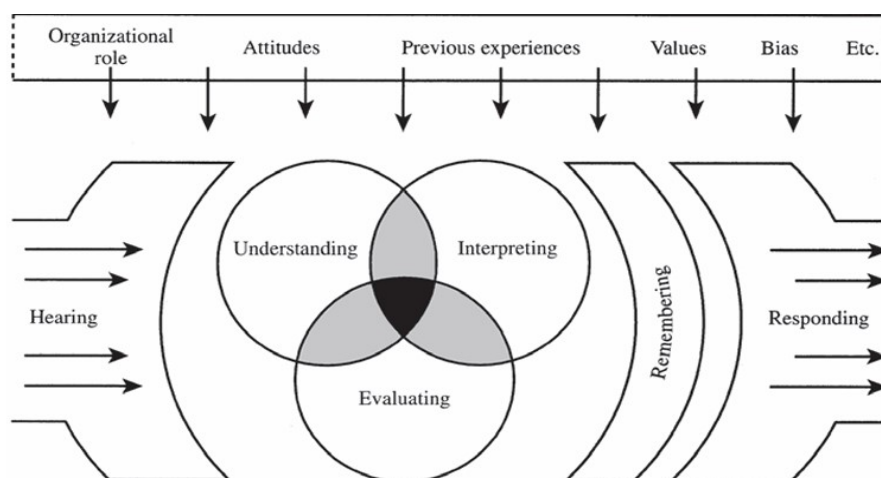 Organizational role
Attitudes
Previous experiences
Values
Bias
Etc.
Understanding
Interpreting
Hearing
Remembering
Responding
Evaluating